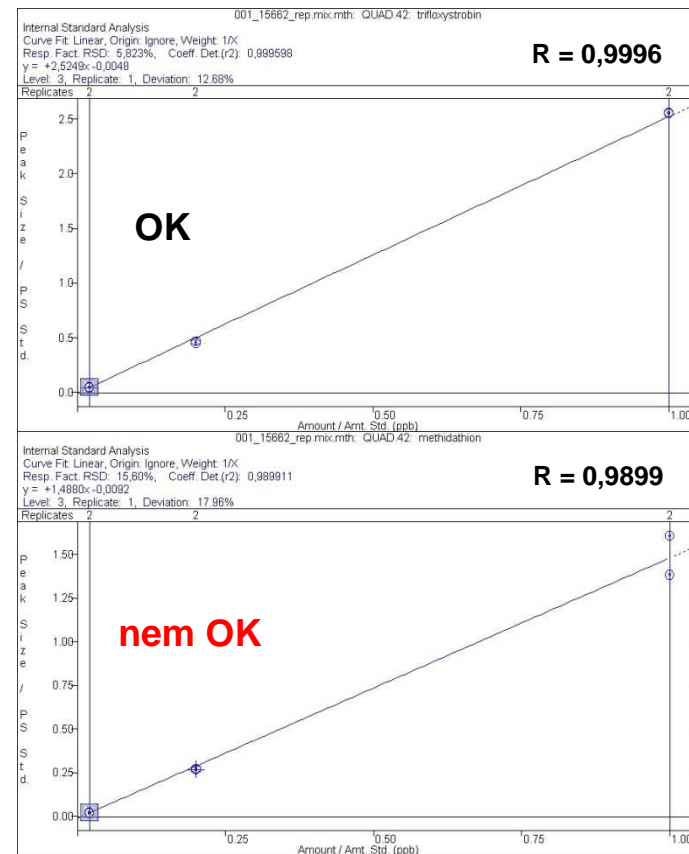 001_15662_rep.mix.mth: QUAD.42: trifloxystrobin
Internal Standard Analysis
Curve Fit: Linear, Origin: Ignore, Weight: 1/X
Resp. Fact. RSD: 5,823%, Coeff. Det.(r2): 0,999598
y = +2,5249x -0,0048
Level: 3, Replicate: 1, Deviation: 12.68%
R = 0,9996
Replicates 2 2 2
Peak Size / PS Std.
2.5
2.0
1.5
1.0
0.5
0.0
OK
0.25 0.50 0.75 1.00
Amount / Amt. Std. (ppb)
001_15662_rep.mix.mth: QUAD.42: methidathion
Internal Standard Analysis
Curve Fit: Linear, Origin: Ignore, Weight: 1/X
Resp. Fact. RSD: 15,60%, Coeff. Det.(r2): 0,989911
y = +1,4880x -0,0092
Level: 3, Replicate: 1, Deviation: 17.96%
R = 0,9899
Replicates 2 2 2
Peak Size / PS Std.
1.50
1.25
1.00
0.75
0.50
0.25
0.00
nem OK
0.25 0.50 0.75 1.00
Amount / Amt. Std. (ppb)